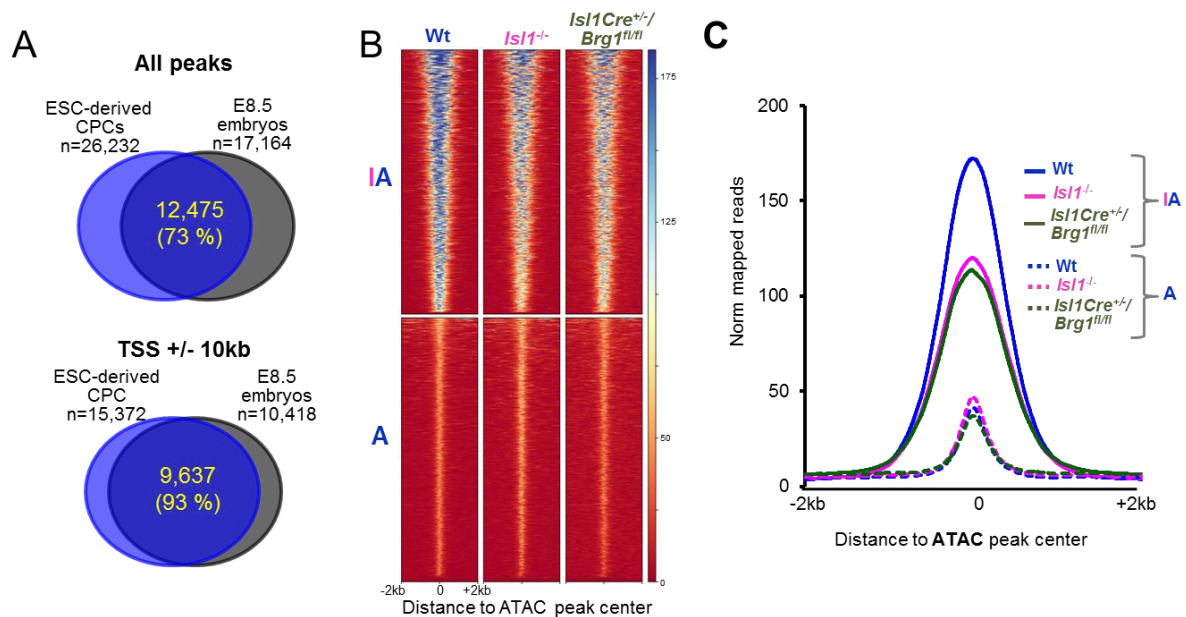 A
All peaks
ESC-derived
CPCs
n=26,232
E8.5
embryos
n=17,164
12,475
(73 %)
TSS +/- 10kb
ESC-derived
CPC
n=15,372
E8.5
embryos
n=10,418
9,637
(93 %)
B
Wt
Isl1-/-
Isl1Cre+/-/
Brg1fl/fl
IA
A
175
125
50
0
-2kb
0
+2kb
Distance to ATAC peak center
C
Norm mapped reads
200
150
100
50
0
-2kb
0
+2kb
Distance to ATAC peak center
Wt
Isl1-/-
Isl1Cre+/-/
Brg1fl/fl
IA
Wt
Isl1-/-
Isl1Cre+/-/
Brg1fl/fl
A